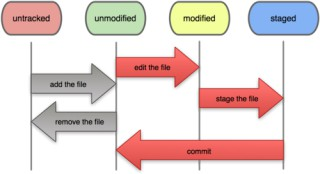 untracked
unmodified
modified
staged
edit the file
add the file
stage the file
remove the file
commit